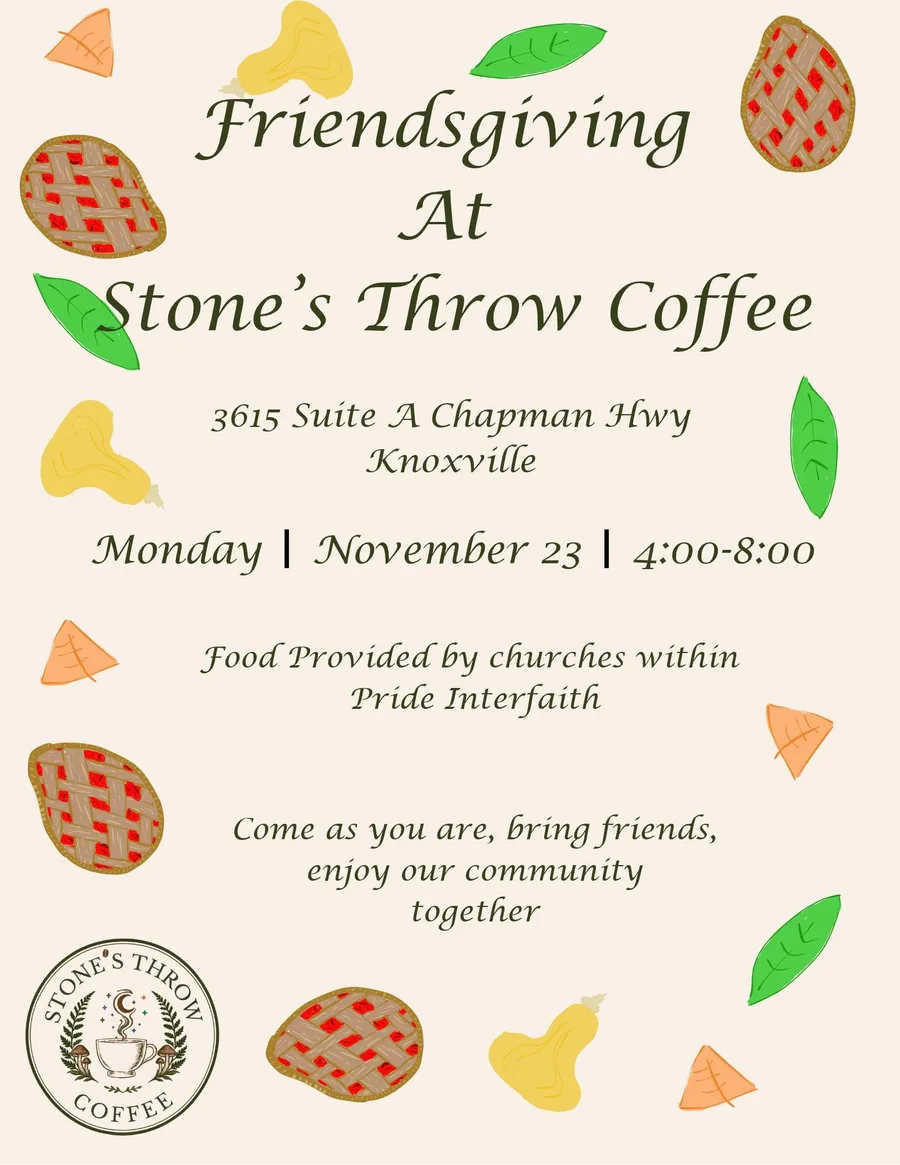 Friendsgiving
At
Stone’s Throw Coffee
3615 Suite A Chapman Hwy
Knoxville
Monday | November 23 | 4:00-8:00
Food Provided by churches within
Pride Interfaith
Come as you are, bring friends,
enjoy our community
together
STONE'S THROW
COFFEE